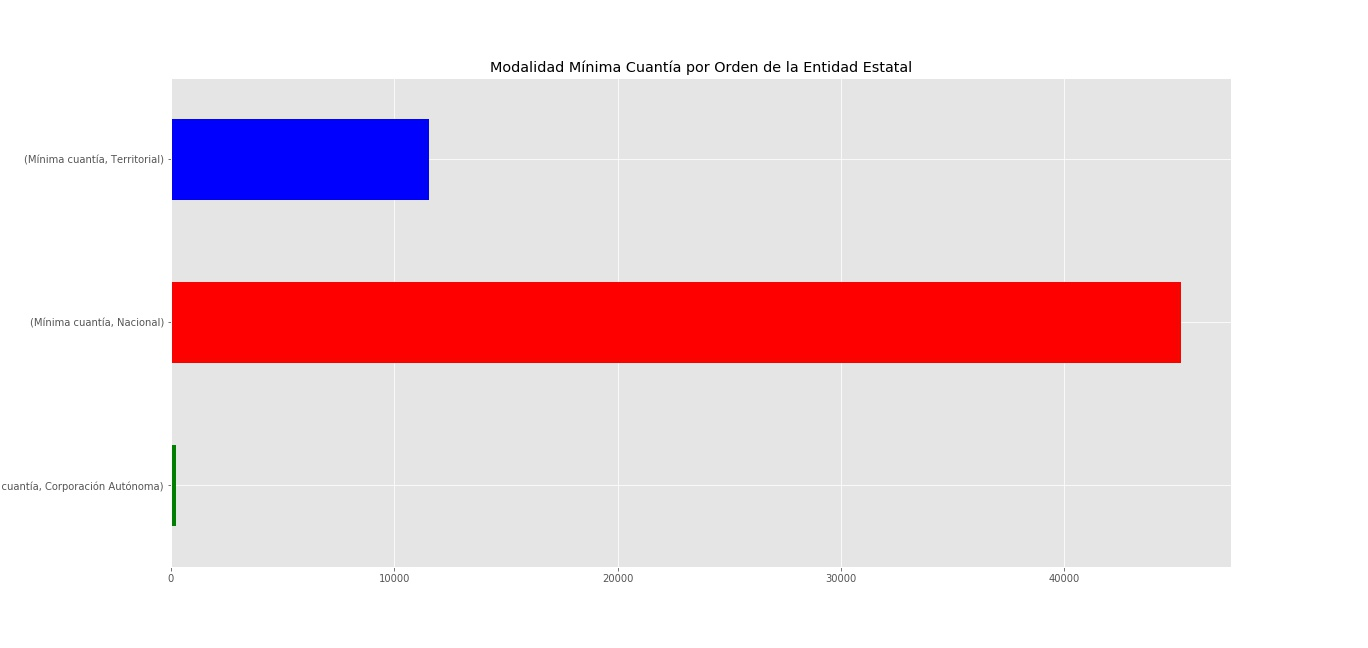 Modalidad Mínima Cuantía por Orden de la Entidad Estatal
(Mínima cuantía, Territorial)
(Mínima cuantía, Nacional)
cuantía, Corporación Autónoma)
0 10000 20000 30000 40000